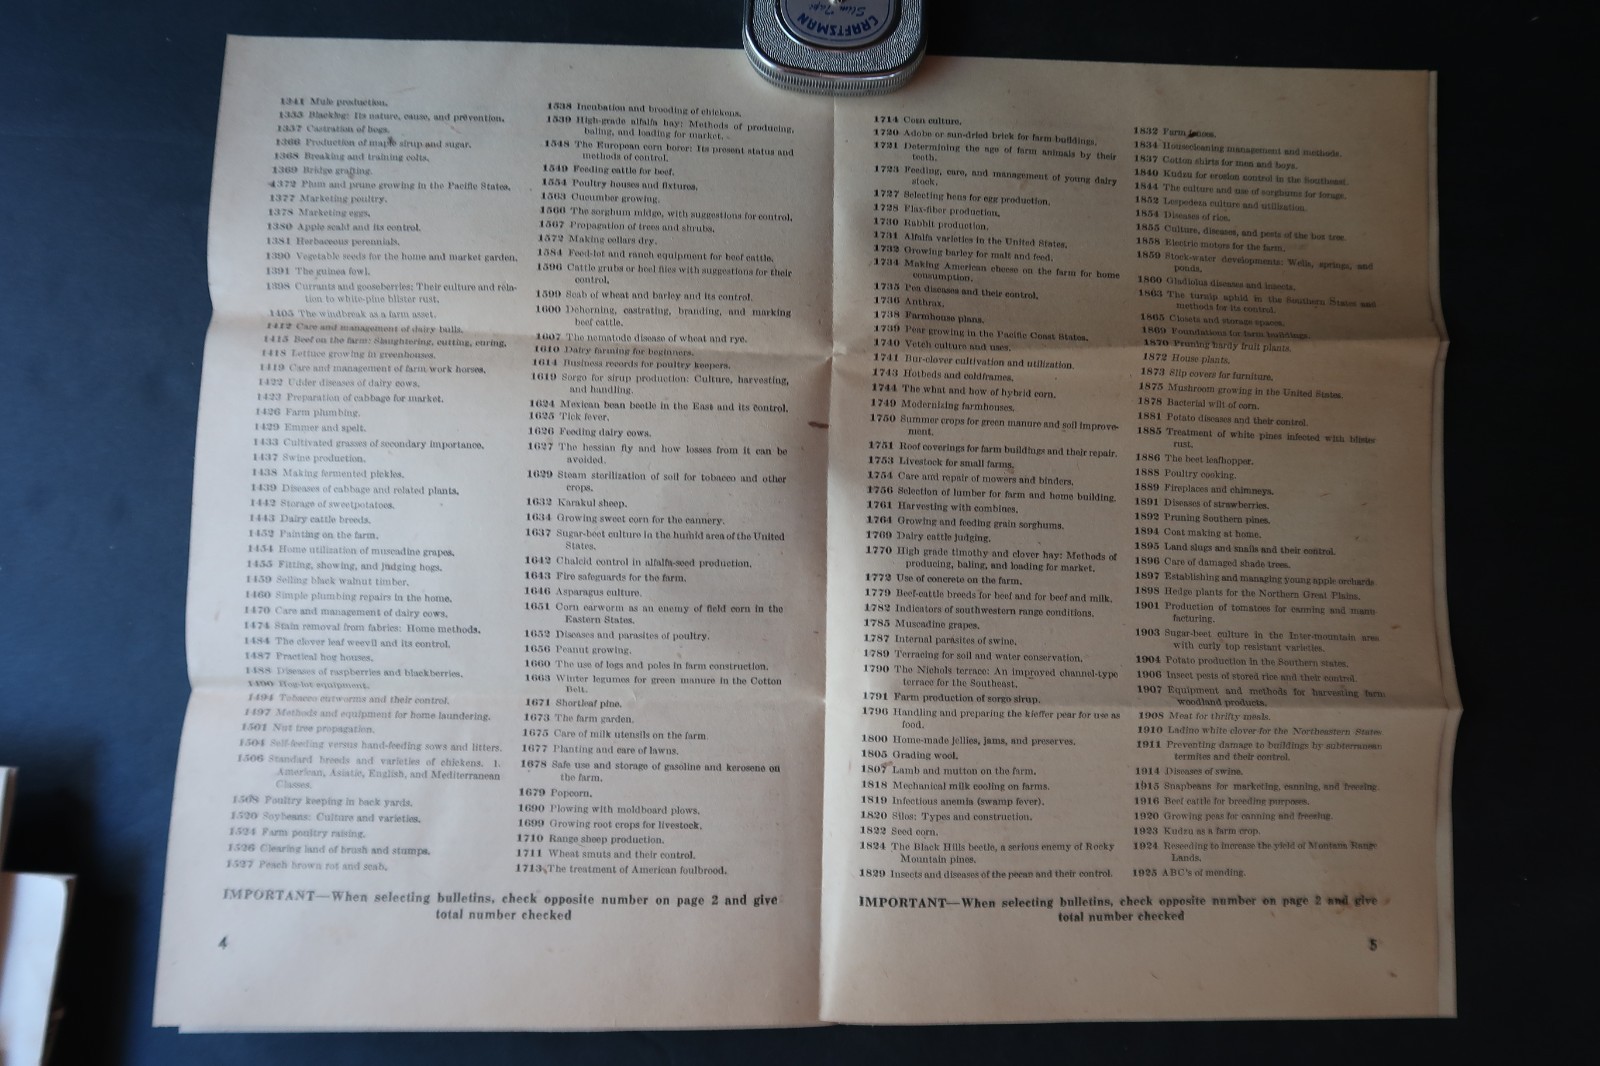 CRAFTSMAN
1341 Mule production.
1355 Blackleg: Its nature, cause, and prevention.
1357 Castration of hogs.
1366 Production of maple sirup and sugar.
1368 Breaking and training colts.
1369 Bridge grafting.
1372 Plum and prune growing in the Pacific States.
1377 Marketing poultry.
1378 Marketing eggs.
1380 Apple scald and its control.
1381 Herbaceous perennials.
1390 Vegetable seeds for the home and market garden.
1391 The guinea fowl.
1398 Currants and gooseberries: Their culture and rela-
tion to white-pine blister rust.
1405 The windbreak as a farm asset.
1412 Care and management of dairy bulls.
1415 Beef on the farm: Slaughtering, cutting, curing.
1418 Lettuce growing in greenhouses.
1419 Care and management of farm work horses.
1422 Udder diseases of dairy cows.
1423 Preparation of cabbage for market.
1426 Farm plumbing.
1429 Emmer and spelt.
1433 Cultivated grasses of secondary importance.
1437 Swine production.
1438 Making fermented pickles.
1439 Diseases of cabbage and related plants.
1442 Storage of sweetpotatoes.
1443 Dairy cattle breeds.
1452 Painting on the farm.
1454 Home utilization of muscadine grapes.
1455 Fitting, showing, and judging hogs.
1459 Selling black walnut timber.
1460 Simple plumbing repairs in the home.
1470 Care and management of dairy cows.
1474 Stain removal from fabrics: Home methods.
1484 The clover leaf weevil and its control.
1487 Practical hog houses.
1488 Diseases of raspberries and blackberries.
1490 Hog-lot equipment.
1494 Tobacco cutworms and their control.
1497 Methods and equipment for home laundering.
1501 Nut tree propagation.
1504 Self-feeding versus hand-feeding sows and litters.
1506 Standard breeds and varieties of chickens. 1.
American, Asiatic, English, and Mediterranean
Classes.
1508 Poultry keeping in back yards.
1520 Soybeans: Culture and varieties.
1524 Farm poultry raising.
1526 Clearing land of brush and stumps.
1527 Peach brown rot and scab.
1538 Incubation and brooding of chickens.
1539 High-grade alfalfa hay: Methods of producing,
baling, and loading for market.
1548 The European corn borer: Its present status and
methods of control.
1549 Feeding cattle for beef.
1554 Poultry houses and fixtures.
1563 Cucumber growing.
1566 The sorghum midge, with suggestions for control.
1567 Propagation of trees and shrubs.
1572 Making cellars dry.
1584 Feed-lot and ranch equipment for beef cattle.
1596 Cattle grubs or heel flies with suggestions for their
control.
1599 Scab of wheat and barley and its control.
1600 Dehorning, castrating, branding, and marking
beef cattle.
1607 The nematode disease of wheat and rye.
1610 Dairy farming for beginners.
1614 Business records for poultry keepers.
1619 Sorgo for sirup production: Culture, harvesting,
and handling.
1624 Mexican bean beetle in the East and its control.
1625 Tick fever.
1626 Feeding dairy cows.
1627 The hessian fly and how losses from it can be
avoided.
1629 Steam sterilization of soil for tobacco and other
crops.
1632 Karakul sheep.
1634 Growing sweet corn for the cannery.
1637 Sugar-beet culture in the humid area of the United
States.
1642 Chalcid control in alfalfa-seed production.
1643 Fire safeguards for the farm.
1646 Asparagus culture.
1651 Corn earworm as an enemy of field corn in the
Eastern States.
1652 Diseases and parasites of poultry.
1656 Peanut growing.
1660 The use of logs and poles in farm construction.
1663 Winter legumes for green manure in the Cotton
Belt.
1671 Shortleaf pine.
1673 The farm garden.
1675 Care of milk utensils on the farm.
1677 Planting and care of lawns.
1678 Safe use and storage of gasoline and kerosene on
the farm.
1679 Popcorn.
1690 Plowing with moldboard plows.
1699 Growing root crops for livestock.
1710 Range sheep production.
1711 Wheat smuts and their control.
1713 The treatment of American foulbrood.
IMPORTANT—When selecting bulletins, check opposite number on page 2 and give
total number checked
4
1714 Corn culture.
1720 Adobe or sun-dried brick for farm buildings.
1721 Determining the age of farm animals by their
teeth.
1723 Feeding, care, and management of young dairy
stock.
1727 Selecting hens for egg production.
1728 Flax-fiber production.
1730 Rabbit production.
1731 Alfalfa varieties in the United States.
1732 Growing barley for malt and feed.
1734 Making American cheese on the farm for home
consumption.
1735 Pea diseases and their control.
1736 Anthrax.
1738 Farmhouse plans.
1739 Pear growing in the Pacific Coast States.
1740 Vetch culture and uses.
1741 Bur-clover cultivation and utilization.
1743 Hotbeds and coldframes.
1744 The what and how of hybrid corn.
1749 Modernizing farmhouses.
1750 Summer crops for green manure and soil improve-
ment.
1751 Roof coverings for farm buildings and their repair.
1753 Livestock for small farms.
1754 Care and repair of mowers and binders.
1756 Selection of lumber for farm and home building.
1761 Harvesting with combines.
1764 Growing and feeding grain sorghums.
1769 Dairy cattle judging.
1770 High grade timothy and clover hay: Methods of
producing, baling, and loading for market.
1772 Use of concrete on the farm.
1779 Beef-cattle breeds for beef and for beef and milk.
1782 Indicators of southwestern range conditions.
1785 Muscadine grapes.
1787 Internal parasites of swine.
1789 Terracing for soil and water conservation.
1790 The Nichols terrace: An improved channel-type
terrace for the Southeast.
1791 Farm production of sorgo sirup.
1796 Handling and preparing the kieffer pear for use as
food.
1800 Home-made jellies, jams, and preserves.
1805 Grading wool.
1807 Lamb and mutton on the farm.
1818 Mechanical milk cooling on farms.
1819 Infectious anemia (swamp fever).
1820 Silos: Types and construction.
1822 Seed corn.
1824 The Black Hills beetle, a serious enemy of Rocky
Mountain pines.
1829 Insects and diseases of the pecan and their control.
1832 Farm fences.
1834 Housecleaning management and methods.
1837 Cotton shirts for men and boys.
1840 Kudzu for erosion control in the Southeast.
1844 The culture and use of sorghums for forage.
1852 Lespedeza culture and utilization.
1854 Diseases of rice.
1855 Culture, diseases, and pests of the box tree.
1858 Electric motors for the farm.
1859 Stock-water developments: Wells, springs, and
ponds.
1860 Gladiolus diseases and insects.
1863 The turnip aphid in the Southern States and
methods for its control.
1865 Closets and storage spaces.
1869 Foundations for farm buildings.
1870 Pruning hardy fruit plants.
1872 House plants.
1873 Slip covers for furniture.
1875 Mushroom growing in the United States.
1878 Bacterial wilt of corn.
1881 Potato diseases and their control.
1885 Treatment of white pines infected with blister
rust.
1886 The beet leafhopper.
1888 Poultry cooking.
1889 Fireplaces and chimneys.
1891 Diseases of strawberries.
1892 Pruning Southern pines.
1894 Coat making at home.
1895 Land slugs and snails and their control.
1896 Care of damaged shade trees.
1897 Establishing and managing young apple orchards
1898 Hedge plants for the Northern Great Plains.
1901 Production of tomatoes for canning and manu-
facturing.
1903 Sugar-beet culture in the Inter-mountain area
with curly top resistant varieties.
1904 Potato production in the Southern states.
1906 Insect pests of stored rice and their control.
1907 Equipment and methods for harvesting farm
woodland products.
1908 Meat for thrifty meals.
1910 Ladino white clover for the Northeastern States
1911 Preventing damage to buildings by subterranean
termites and their control.
1914 Diseases of swine.
1915 Snapbeans for marketing, canning, and freezing.
1916 Beef cattle for breeding purposes.
1920 Growing peas for canning and freezing.
1923 Kudzu as a farm crop.
1924 Reseeding to increase the yield of Montana Range
Lands.
1925 ABC's of mending.
IMPORTANT—When selecting bulletins, check opposite number on page 2 and give
total number checked
5